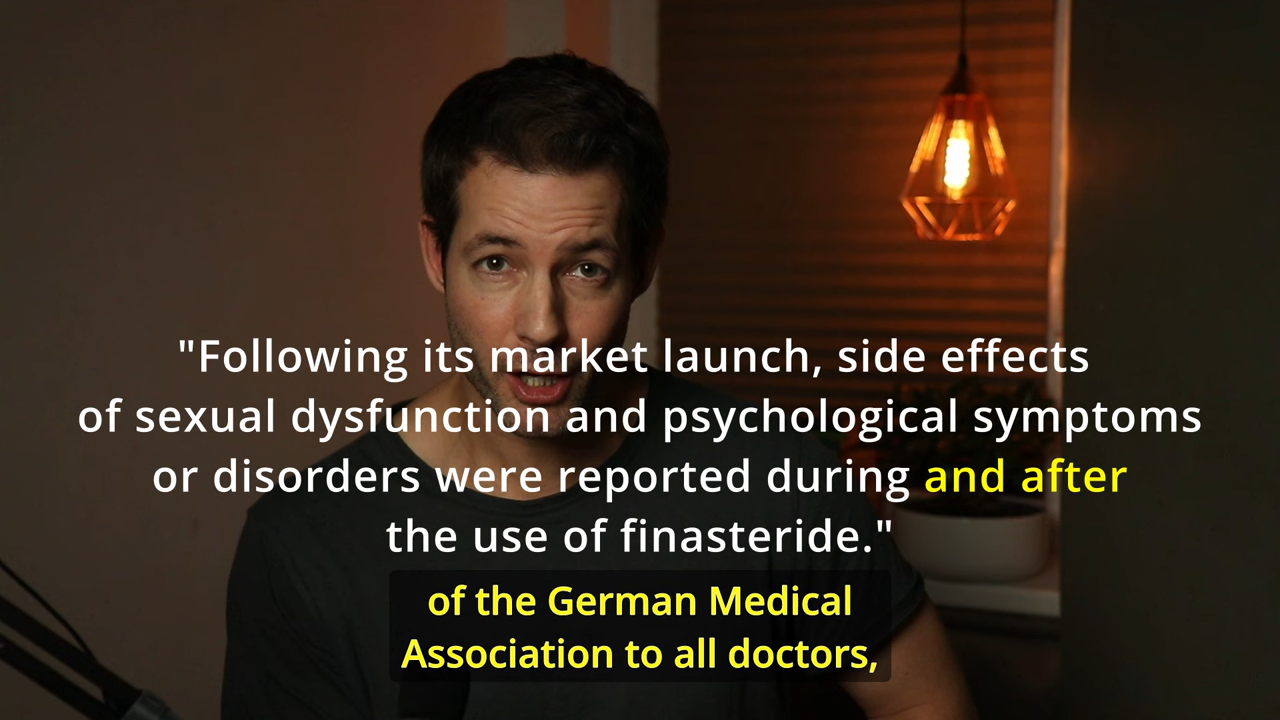 "Following its market launch, side effects
of sexual dysfunction and psychological symptoms
or disorders were reported during and after
the use of finasteride."
of the German Medical
Association to all doctors,